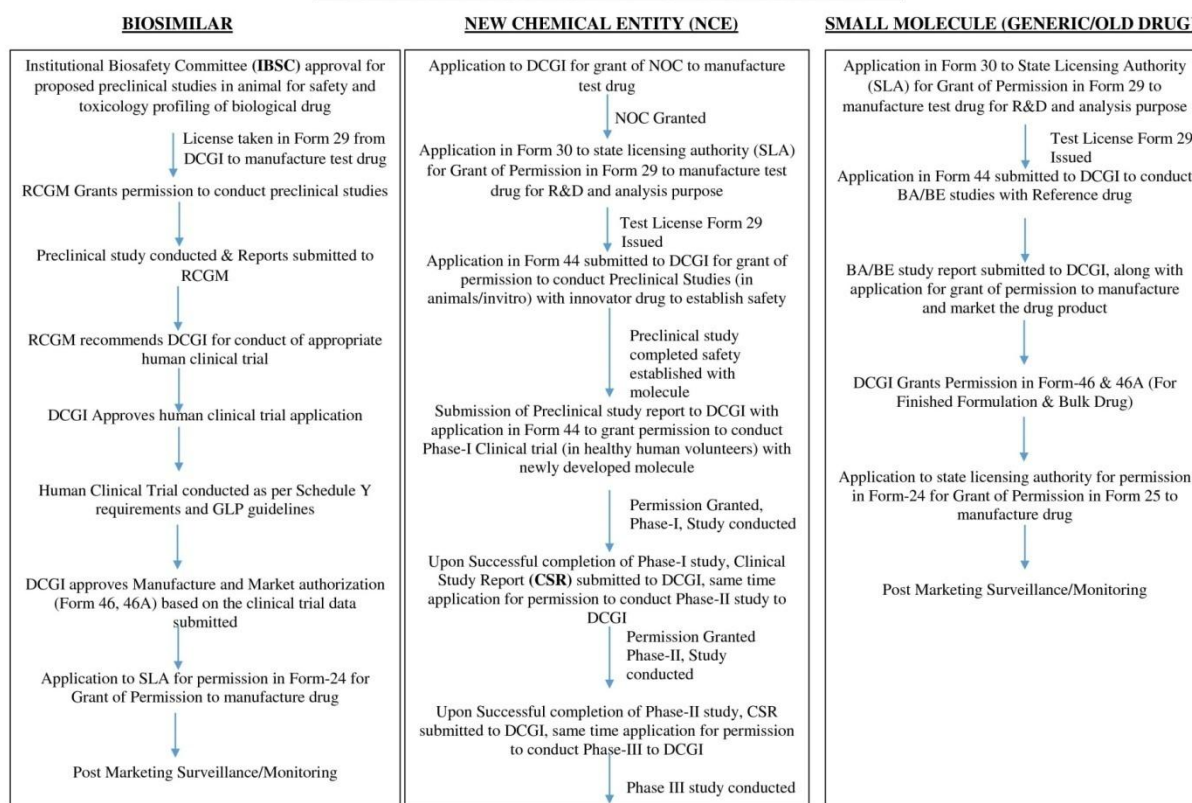 BIOSIMILAR
Institutional Biosafety Committee (IBSC) approval for
proposed preclinical studies in animal for safety and
toxicology profiling of biological drug
License taken in Form 29 from
DCGI to manufacture test drug
RCGM Grants permission to conduct preclinical studies
Preclinical study conducted & Reports submitted to
RCGM
RCGM recommends DCGI for conduct of appropriate
human clinical trial
DCGI Approves human clinical trial application
Human Clinical Trial conducted as per Schedule Y
requirements and GLP guidelines
DCGI approves Manufacture and Market authorization
(Form 46, 46A) based on the clinical trial data
submitted
Application to SLA for permission in Form-24 for
Grant of Permission to manufacture drug
Post Marketing Surveillance/Monitoring
NEW CHEMICAL ENTITY (NCE)
Application to DCGI for grant of NOC to manufacture
test drug
NOC Granted
Application in Form 30 to state licensing authority (SLA)
for Grant of Permission in Form 29 to manufacture test
drug for R&D and analysis purpose
Test License Form 29
Issued
Application in Form 44 submitted to DCGI for grant of
permission to conduct Preclinical Studies (in
animals/invitro) with innovator drug to establish safety
Preclinical study
completed safety
established with
molecule
Submission of Preclinical study report to DCGI with
application in Form 44 to grant permission to conduct
Phase-I Clinical trial (in healthy human volunteers) with
newly developed molecule
Permission Granted,
Phase-I, Study conducted
Upon Successful completion of Phase-I study, Clinical
Study Report (CSR) submitted to DCGI, same time
application for permission to conduct Phase-II study to
DCGI
Permission Granted
Phase-II, Study
conducted
Upon Successful completion of Phase-II study, CSR
submitted to DCGI, same time application for permission
to conduct Phase-III to DCGI
Phase III study conducted
SMALL MOLECULE (GENERIC/OLD DRUG
Application in Form 30 to State Licensing Authority
(SLA) for Grant of Permission in Form 29 to
manufacture test drug for R&D and analysis purpose
Test License Form 29
Issued
Application in Form 44 submitted to DCGI to conduct
BA/BE studies with Reference drug
BA/BE study report submitted to DCGI, along with
application for grant of permission to manufacture
and market the drug product
DCGI Grants Permission in Form-46 & 46A (For
Finished Formulation & Bulk Drug)
Application to state licensing authority for permission
in Form-24 for Grant of Permission in Form 25 to
manufacture drug
Post Marketing Surveillance/Monitoring